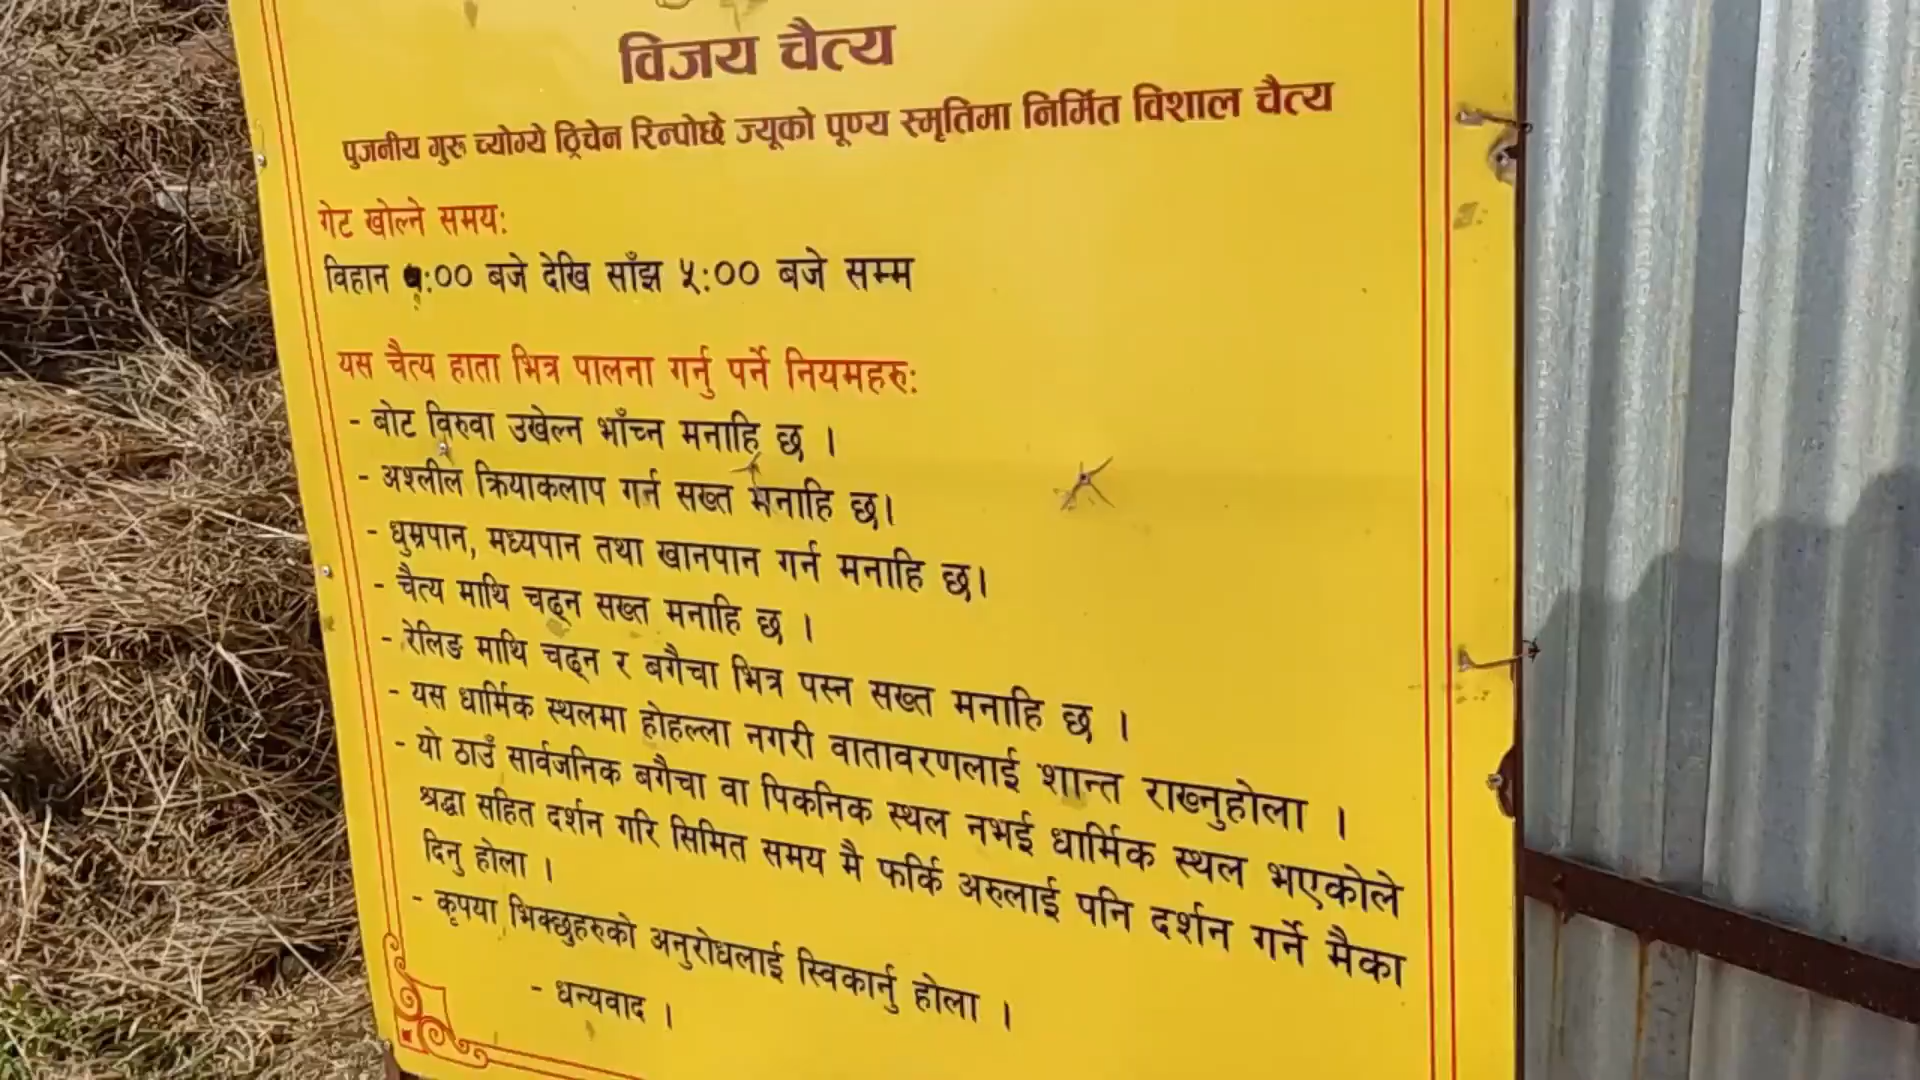 विजय चैत्य
पुजनीय गुरु च्योग्ये ठ्रिचेन रिन्पोछे ज्यूको पूण्य स्मृतिमा निर्मित विशाल चैत्य
गेट खोल्ने समय:
विहान :०० बजे देखि साँझ ५:०० बजे सम्म
यस चैत्य हाता भित्र पालना गर्नु पर्ने नियमहरु:
- बोट विरुवा उखेल्न भाँच्न मनाहि छ ।
- अश्लील क्रियाकलाप गर्न सख्त मनाहि छ।
- धुम्रपान, मध्यपान तथा खानपान गर्न मनाहि छ।
- चैत्य माथि चढ्न सख्त मनाहि छ ।
- रेलिङ माथि चढ्न र बगैचा भित्र पस्न सख्त मनाहि छ ।
- यस धार्मिक स्थलमा होहल्ला नगरी वातावरणलाई शान्त राख्नुहोला ।
- यो ठाउँ सार्वजनिक बगैचा वा पिकनिक स्थल नभई धार्मिक स्थल भएकोले
श्रद्धा सहित दर्शन गरि सिमित समय मै फर्कि अरुलाई पनि दर्शन गर्ने मैका
दिनु होला ।
- कृपया भिक्छुहरुको अनुरोधलाई स्विकार्नु होला ।
- धन्यवाद ।